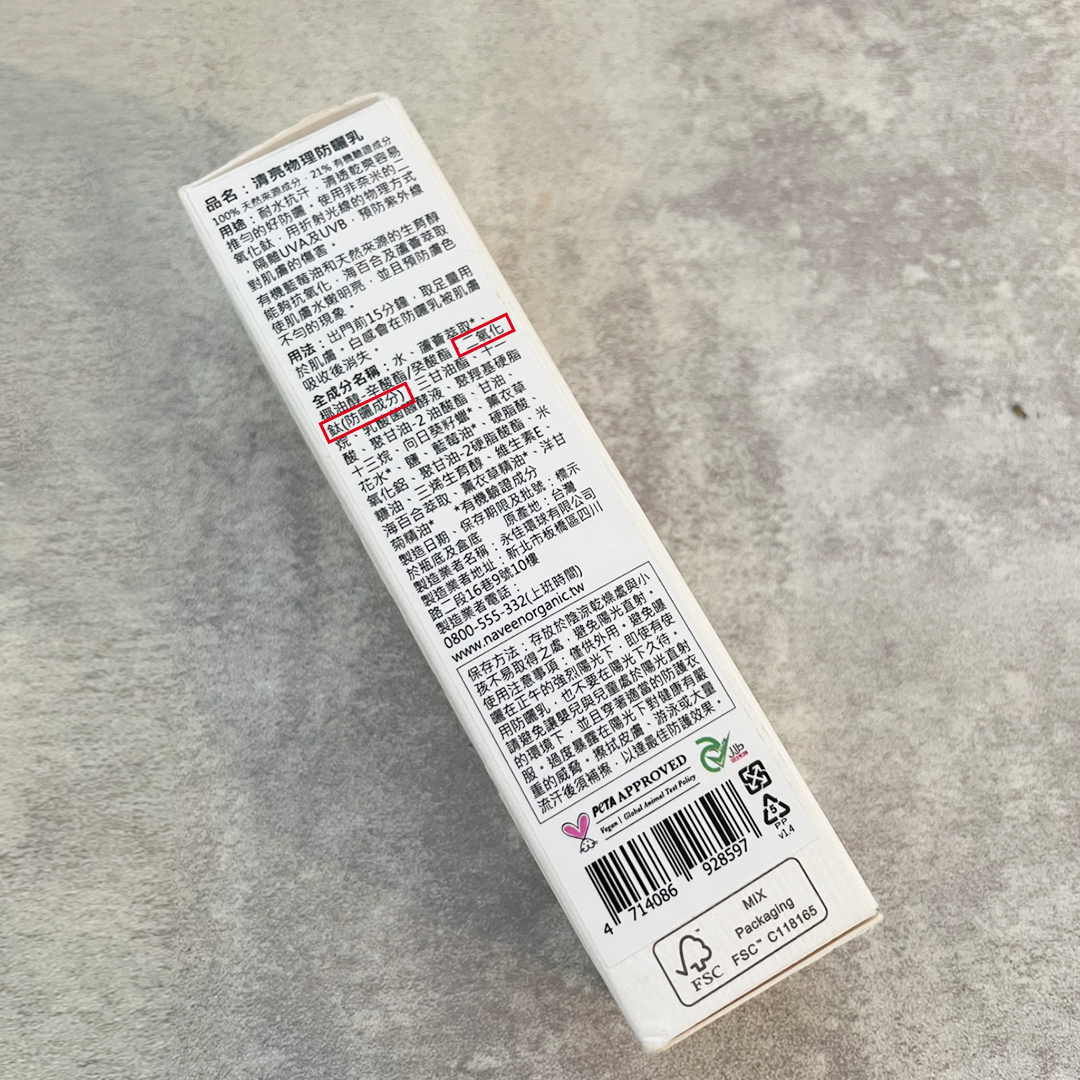 品名：清亮物理防曬乳
100% 天然來源成分，21% 有機驗證成分
用途：耐水抗汗，清透乾爽容易
推勻的好防曬。使用非奈米的二
氧化鈦，用折射光線的物理方式
，隔離UVA及UVB，預防紫外線
對肌膚的傷害。
有機藍莓油和天然來源的生育醇
能夠抗氧化，海百合及蘆薈萃取
使肌膚水嫩明亮，並且預防膚色
不勻的現象。
用法：出門前15分鐘，取足量用
於肌膚。白感會在防曬乳被肌膚
吸收後消失。
全成分名稱：水、蘆薈萃取*、
椰油醇-辛酸酯/癸酸酯、二氧化
鈦(防曬成分)、三甘油酯、十一
烷、乳酸菌醱酵液、聚羥基硬脂
酸、聚甘油-2 油酸酯、甘油、
十三烷、向日葵籽蠟*、薰衣草
花水*、鹽、藍莓油*、硬脂酸、
氧化鋁、聚甘油-2硬脂酸酯、米
糠油、三烯生育醇、維生素E、
海百合萃取、薰衣草精油*、洋甘
菊精油*　*有機驗證成分
製造日期、保存期限及批號：標示
於瓶底及盒底　原產地：台灣
製造業者名稱：永佳環球有限公司
製造業者地址：新北市板橋區四川
路二段16巷9號10樓
製造業者電話：
0800-555-332(上班時間)
www.naveenorganic.tw
保存方法：存放於陰涼乾燥處與小
孩不易取得之處，避免陽光直射。
使用注意事項：僅供外用，避免曝
曬在正午的強烈陽光下，即使有使
用防曬乳，也不要在陽光下久待。
請避免讓嬰兒與兒童處於陽光直射
的環境下，並且穿著適當的防護衣
服。過度暴露在陽光下對健康有嚴
重的威脅。擦拭皮膚、游泳或大量
流汗後須補擦，以達最佳防護效果。
PETA APPROVED
Vegan | Global Animal Test Policy
5
PP
v1.4
4 714086 928597
MIX
Packaging
FSC™ C118165
FSC